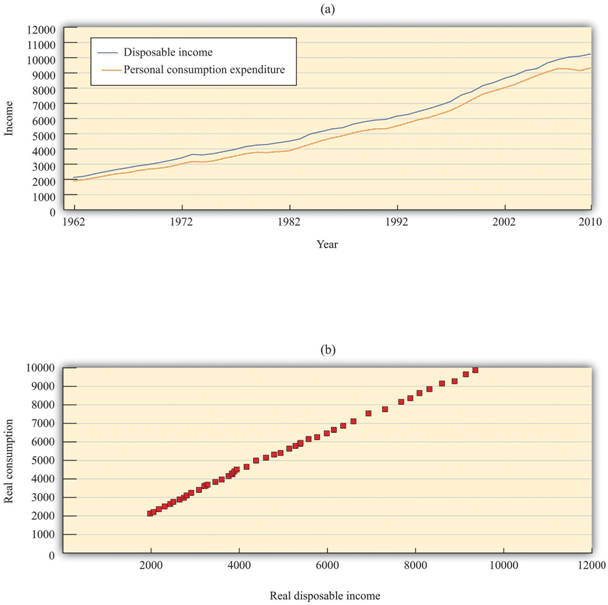 (a)
12000
11000
10000
9000
8000
7000
6000
5000
4000
3000
2000
1000
0
Income
Disposable income
Personal consumption expenditure
1962 1972 1982 1992 2002 2010
Year
(b)
10000
9000
8000
7000
6000
5000
4000
3000
2000
1000
0
Real consumption
2000 4000 6000 8000 10000 12000
Real disposable income